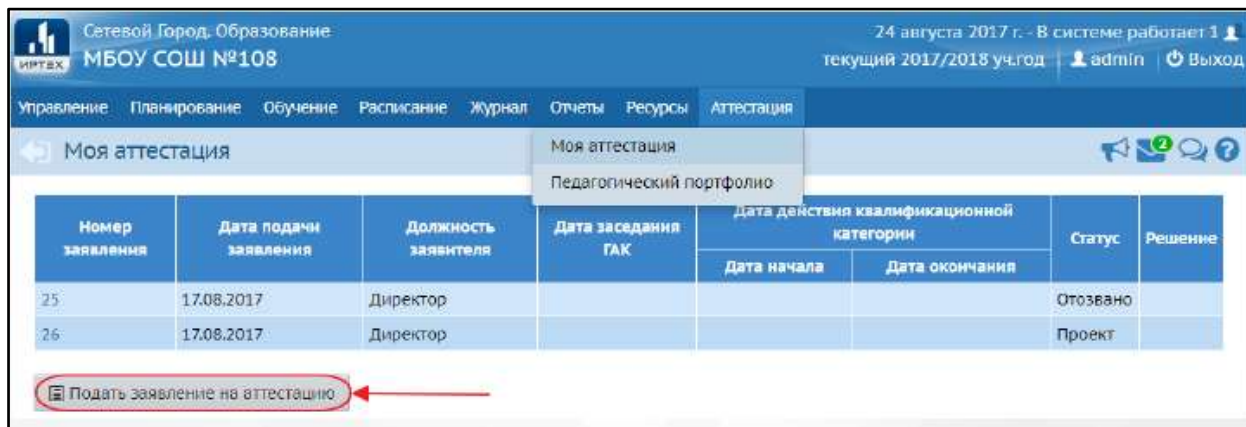 Сетевой Город. Образование
МБОУ СОШ №108
ИРТЕХ
24 августа 2017 г. - В системе работает 1
текущий 2017/2018 уч.год admin Выход
Управление Планирование Обучение Расписание Журнал Отчеты Ресурсы Аттестация
Моя аттестация
Моя аттестация
Педагогический портфолио
2
Номер заявления
Дата подачи заявления
Должность заявителя
Дата заседания ГАК
Дата действия квалификационной категории
Дата начала
Дата окончания
Статус
Решение
25 17.08.2017 Директор Отозвано
26 17.08.2017 Директор Проект
Подать заявление на аттестацию